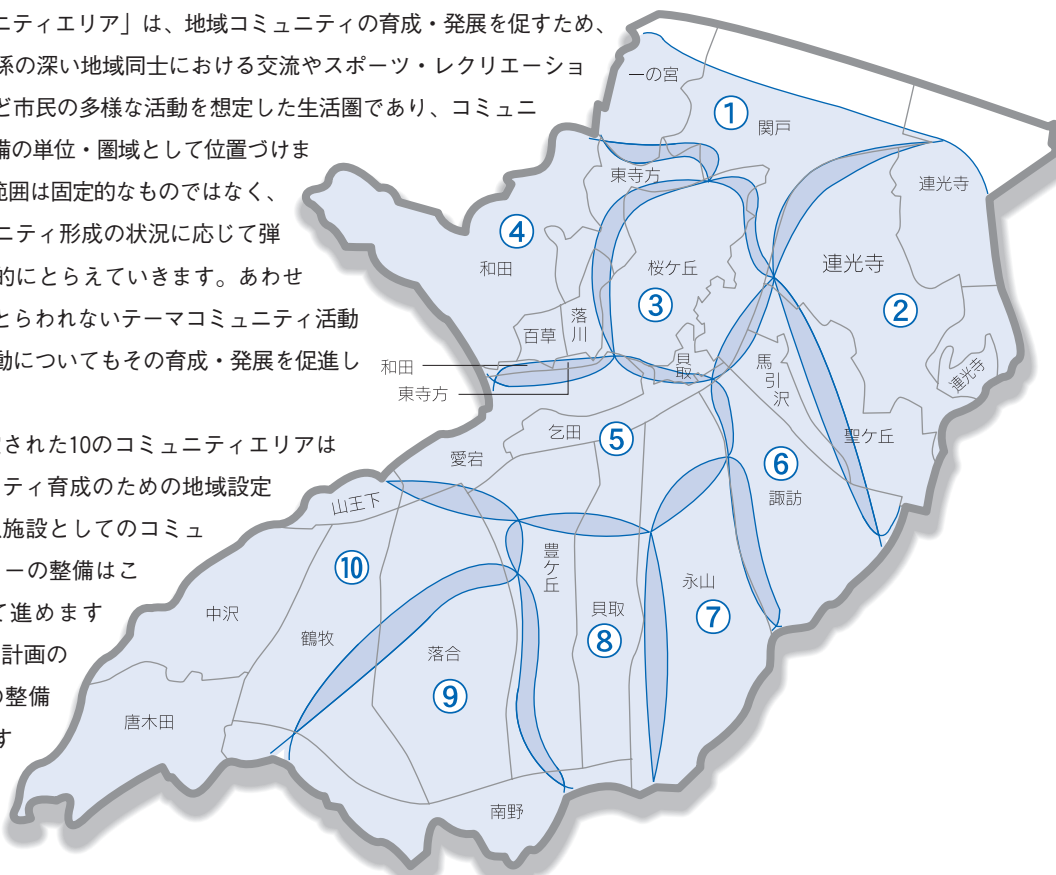 ニティエリア」は、地域コミュニティの育成・発展を促すため、
係の深い地域同士における交流やスポーツ・レクリエーショ
ど市民の多様な活動を想定した生活圏であり、コミュニ
備の単位・圏域として位置づけま
範囲は固定的なものではなく、
ニティ形成の状況に応じて弾
的にとらえていきます。あわせ
とらわれないテーマコミュニティ活動
動についてもその育成・発展を促進し
された10のコミュニティエリアは
ティ育成のための地域設定
施設としてのコミュ
ーの整備はこ
て進めます
計画の
の整備
す
一の宮
①
関戸
東寺方
連光寺
④
和田
桜ケ丘
③
連光寺
②
落川
百草
和田
東寺方
貝取
馬引沢
連光寺
乞田
⑤
愛宕
聖ケ丘
⑥
諏訪
山王下
⑩
豊ケ丘
永山
⑦
中沢
鶴牧
貝取
⑧
落合
⑨
唐木田
南野